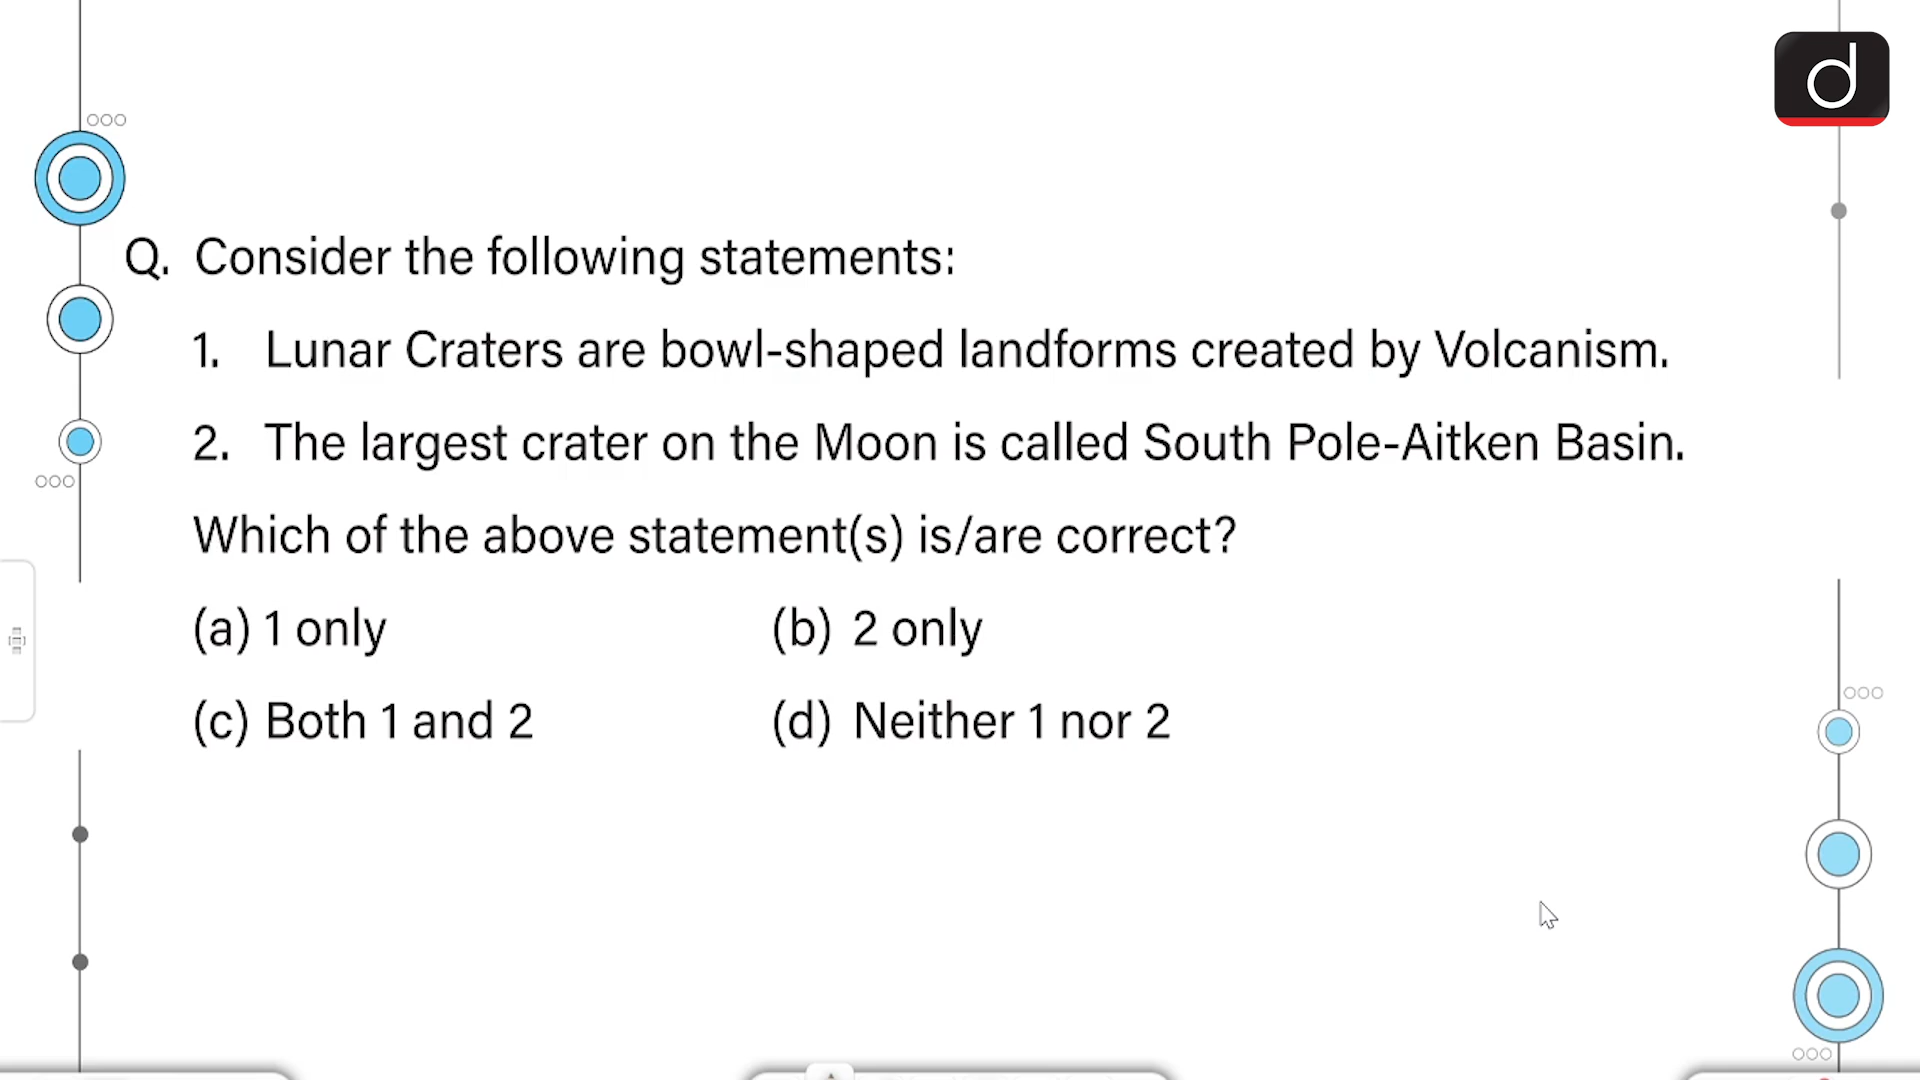 d
Q. Consider the following statements:
1. Lunar Craters are bowl-shaped landforms created by Volcanism.
2. The largest crater on the Moon is called South Pole-Aitken Basin.
Which of the above statement(s) is/are correct?
(a) 1 only (b) 2 only
(c) Both 1 and 2 (d) Neither 1 nor 2